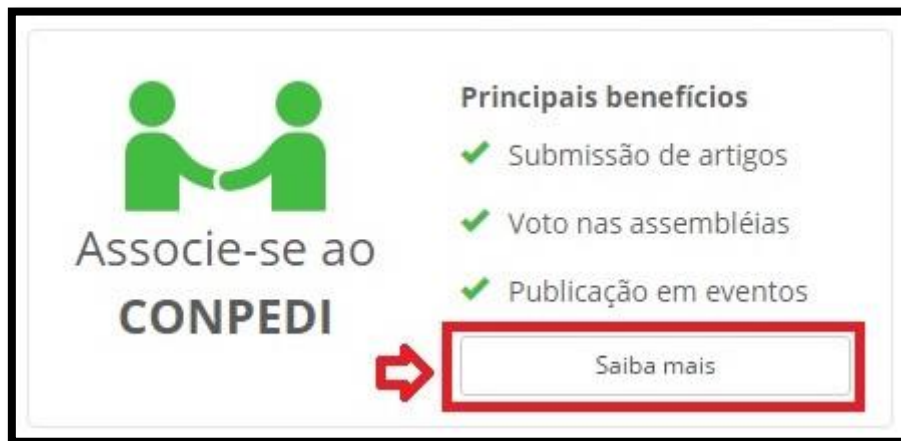 Associe-se ao
CONPEDI
Principais benefícios
Submissão de artigos
Voto nas assembléias
Publicação em eventos
Saiba mais